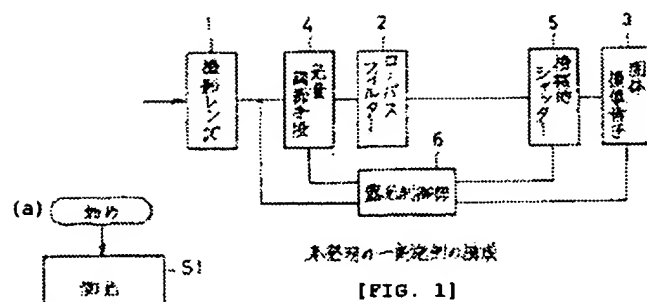 1
4
2
5
3
撮影レンズ
光量
調節手段
ローパス
フィルター
シャッター
固体
撮像素子
6
露光制御部
(a)
始め
測光
S1
本発明の一実施例の構成
[FIG. 1]